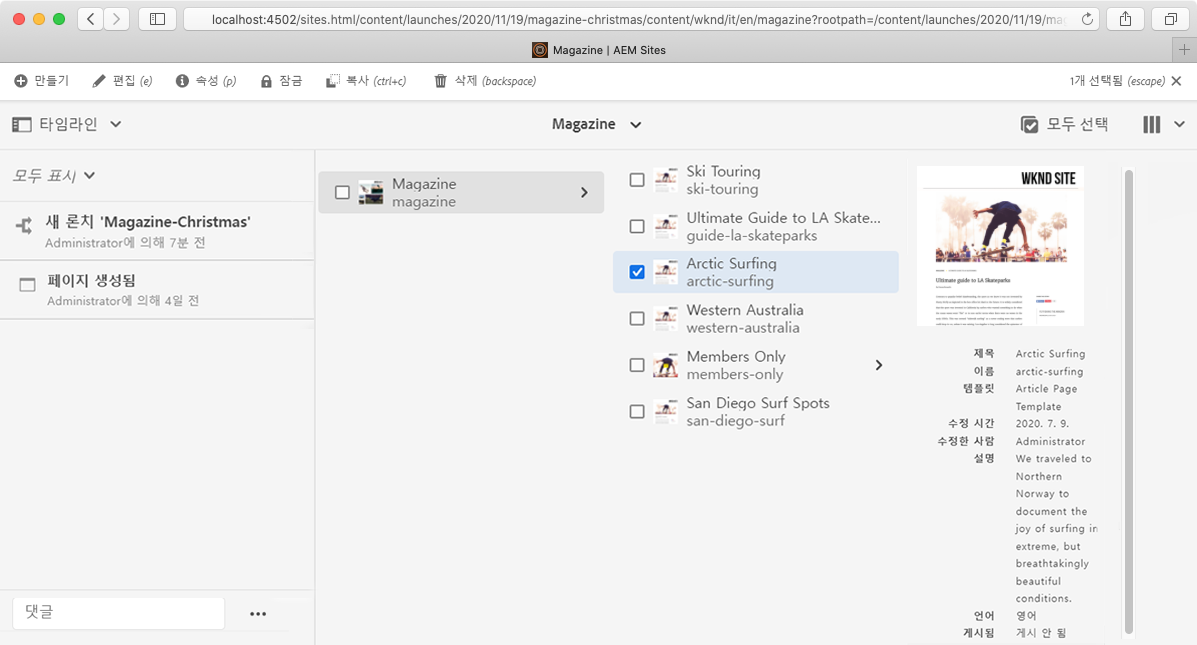 localhost:4502/sites.html/content/launches/2020/11/19/magazine-christmas/content/wknd/it/en/magazine?rootpath=/content/launches/2020/11/19/mag
Magazine | AEM Sites
만들기 편집 (e) 속성 (p) 잠금 복사 (ctrl+c) 삭제 (backspace) 1개 선택됨 (escape)
타임라인 Magazine 모두 선택
모두 표시
새 론치 'Magazine-Christmas'
Administrator에 의해 7분 전
페이지 생성됨
Administrator에 의해 4일 전
댓글
Magazine
magazine
Ski Touring
ski-touring
Ultimate Guide to LA Skate...
guide-la-skateparks
Arctic Surfing
arctic-surfing
Western Australia
western-australia
Members Only
members-only
San Diego Surf Spots
san-diego-surf
WKND SITE
Ultimate guide to LA Skateparks
제목 Arctic Surfing
이름 arctic-surfing
템플릿 Article Page
Template
수정 시간 2020. 7. 9.
수정한 사람 Administrator
설명 We traveled to
Northern
Norway to
document the
joy of surfing in
extreme, but
breathtakingly
beautiful
conditions.
언어 영어
게시됨 게시 안 됨